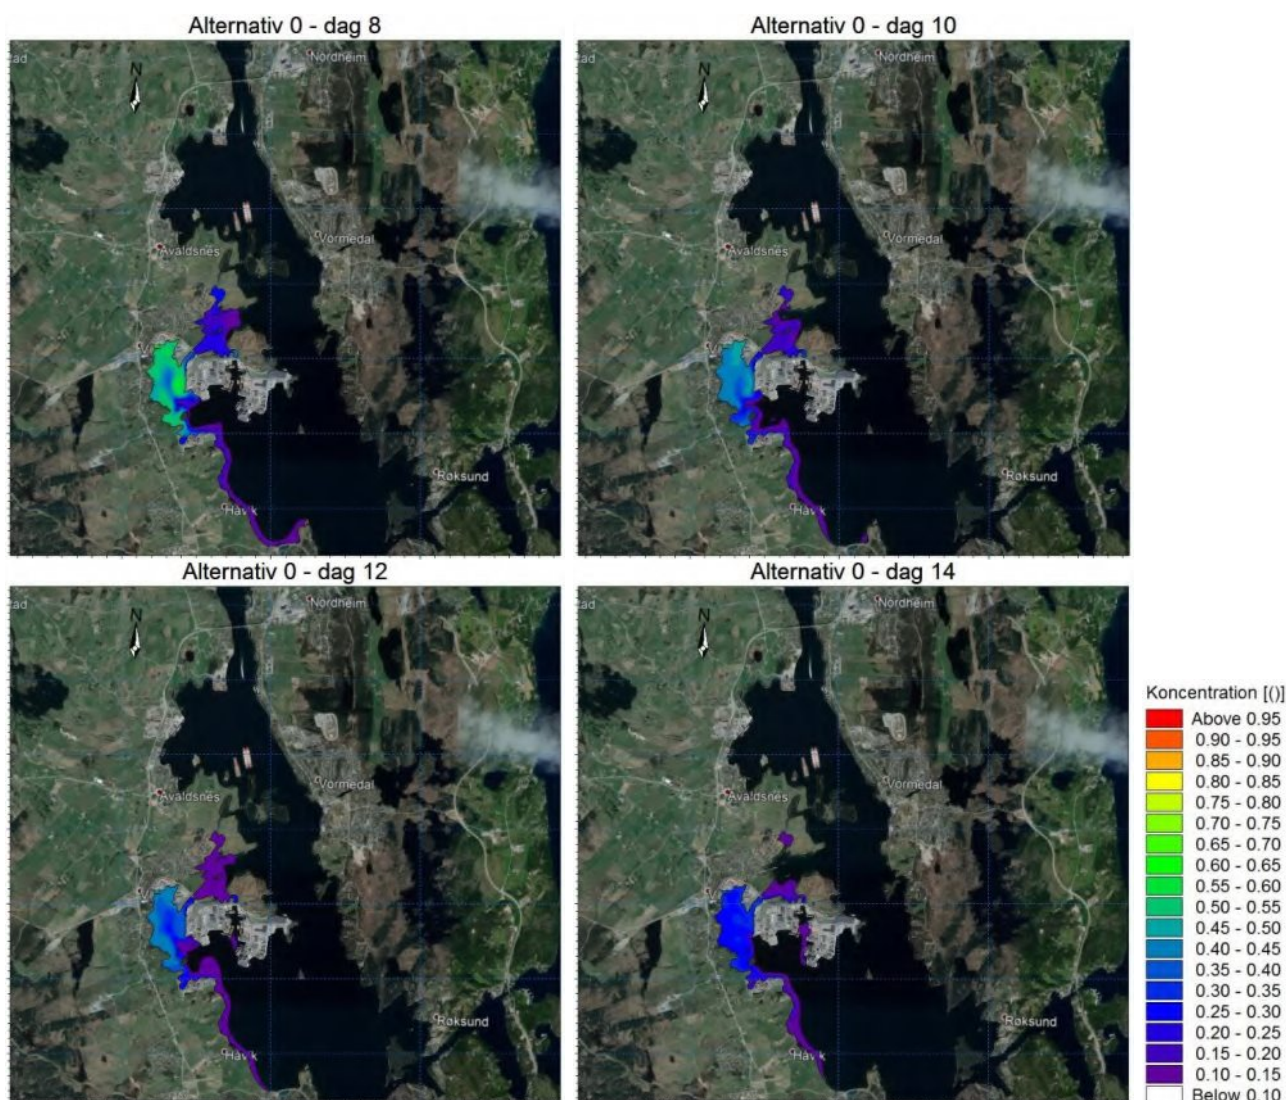 Alternativ 0 - dag 8
Alternativ 0 - dag 10
N
Nordheim
Avaldsnes
Vormedal
Røksund
N
Nordheim
Avaldsnes
Vormedal
Røksund
Alternativ 0 - dag 12
Alternativ 0 - dag 14
N
Nordheim
Avaldsnes
Vormedal
Røksund
N
Nordheim
Avaldsnes
Vormedal
Røksund
Koncentration [()]
Above 0.95
0.90 - 0.95
0.85 - 0.90
0.80 - 0.85
0.75 - 0.80
0.70 - 0.75
0.65 - 0.70
0.60 - 0.65
0.55 - 0.60
0.50 - 0.55
0.45 - 0.50
0.40 - 0.45
0.35 - 0.40
0.30 - 0.35
0.25 - 0.30
0.20 - 0.25
0.15 - 0.20
0.10 - 0.15
Below 0.10